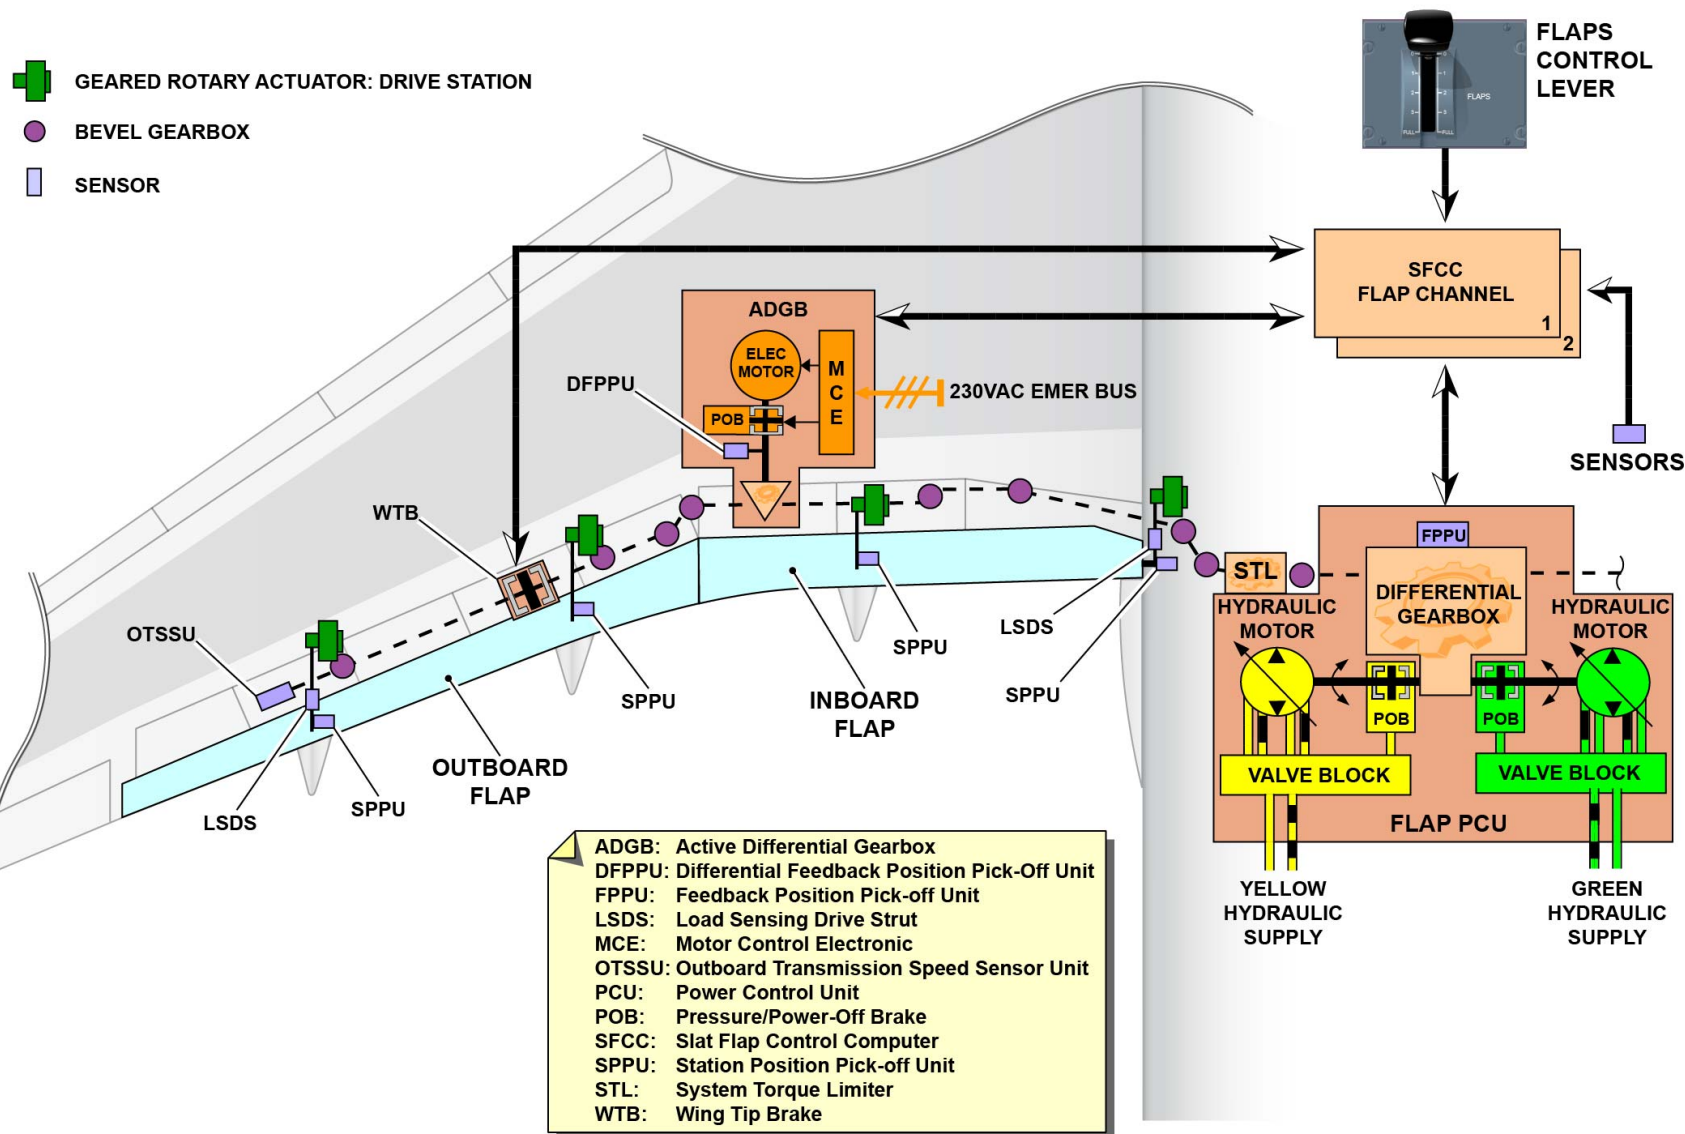 GEARED ROTARY ACTUATOR: DRIVE STATION
BEVEL GEARBOX
SENSOR
FLAPS
CONTROL
LEVER
FLAPS
FULL
FULL
SFCC
FLAP CHANNEL
1
2
ADGB
ELEC
MOTOR
M
C
E
POB
DFPPU
230VAC EMER BUS
SENSORS
WTB
FPPU
STL
DIFFERENTIAL
GEARBOX
HYDRAULIC
MOTOR
HYDRAULIC
MOTOR
OTSSU
LSDS
SPPU
SPPU
SPPU
SPPU
INBOARD
FLAP
POB
POB
OUTBOARD
FLAP
VALVE BLOCK
VALVE BLOCK
LSDS
SPPU
FLAP PCU
YELLOW
HYDRAULIC
SUPPLY
GREEN
HYDRAULIC
SUPPLY
ADGB: Active Differential Gearbox
DFPPU: Differential Feedback Position Pick-Off Unit
FPPU: Feedback Position Pick-off Unit
LSDS: Load Sensing Drive Strut
MCE: Motor Control Electronic
OTSSU: Outboard Transmission Speed Sensor Unit
PCU: Power Control Unit
POB: Pressure/Power-Off Brake
SFCC: Slat Flap Control Computer
SPPU: Station Position Pick-off Unit
STL: System Torque Limiter
WTB: Wing Tip Brake